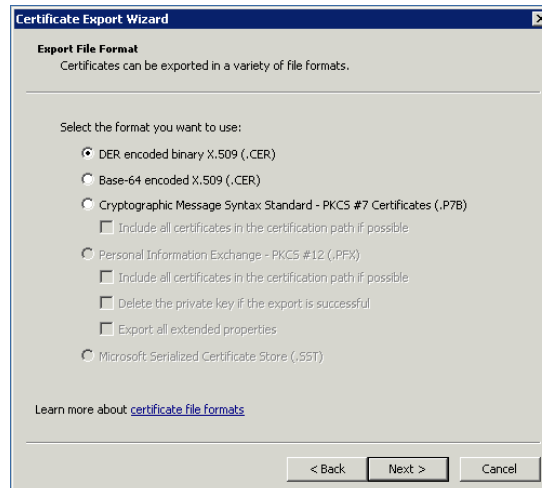 Certificate Export Wizard
Export File Format
Certificates can be exported in a variety of file formats.
Select the format you want to use:
DER encoded binary X.509 (.CER)
Base-64 encoded X.509 (.CER)
Cryptographic Message Syntax Standard - PKCS #7 Certificates (.P7B)
Include all certificates in the certification path if possible
Personal Information Exchange - PKCS #12 (.PFX)
Include all certificates in the certification path if possible
Delete the private key if the export is successful
Export all extended properties
Microsoft Serialized Certificate Store (.SST)
Learn more about certificate file formats
< Back Next > Cancel